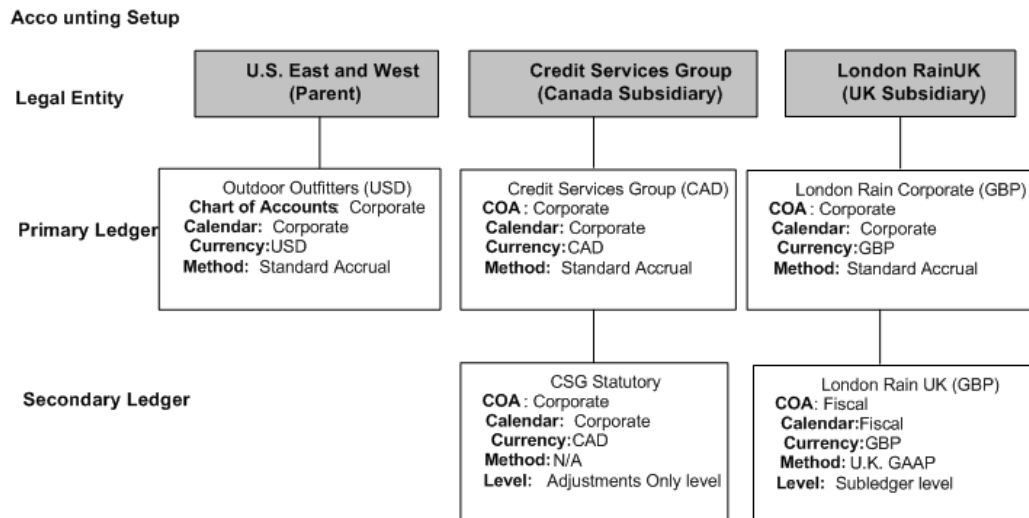 Acco unting Setup
Legal Entity
U.S. East and West
(Parent)
Credit Services Group
(Canada Subsidiary)
London RainUK
(UK Subsidiary)
Primary Ledger
Outdoor Outfitters (USD)
Chart of Accounts: Corporate
Calendar: Corporate
Currency:USD
Method: Standard Accrual
Credit Services Group (CAD)
COA : Corporate
Calendar: Corporate
Currency:CAD
Method: Standard Accrual
London Rain Corporate (GBP)
COA : Corporate
Calendar: Corporate
Currency:GBP
Method: Standard Accrual
Secondary Ledger
CSG Statutory
COA : Corporate
Calendar: Corporate
Currency:CAD
Method: N/A
Level: Adjustments Only level
London Rain UK (GBP)
COA : Fiscal
Calendar:Fiscal
Currency:GBP
Method: U.K. GAAP
Level: Subledger level